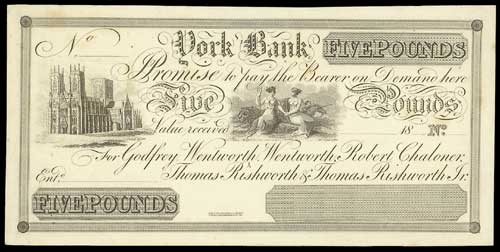 No York Bank FIVE POUNDS
I Promise to pay the Bearer on Demand here
Five Pounds
Value received 18 No.
For Godfrey Wentworth Wentworth, Robert Chaloner,
Entd. Thomas Rishworth & Thomas Rishworth Jr.
FIVE POUNDS